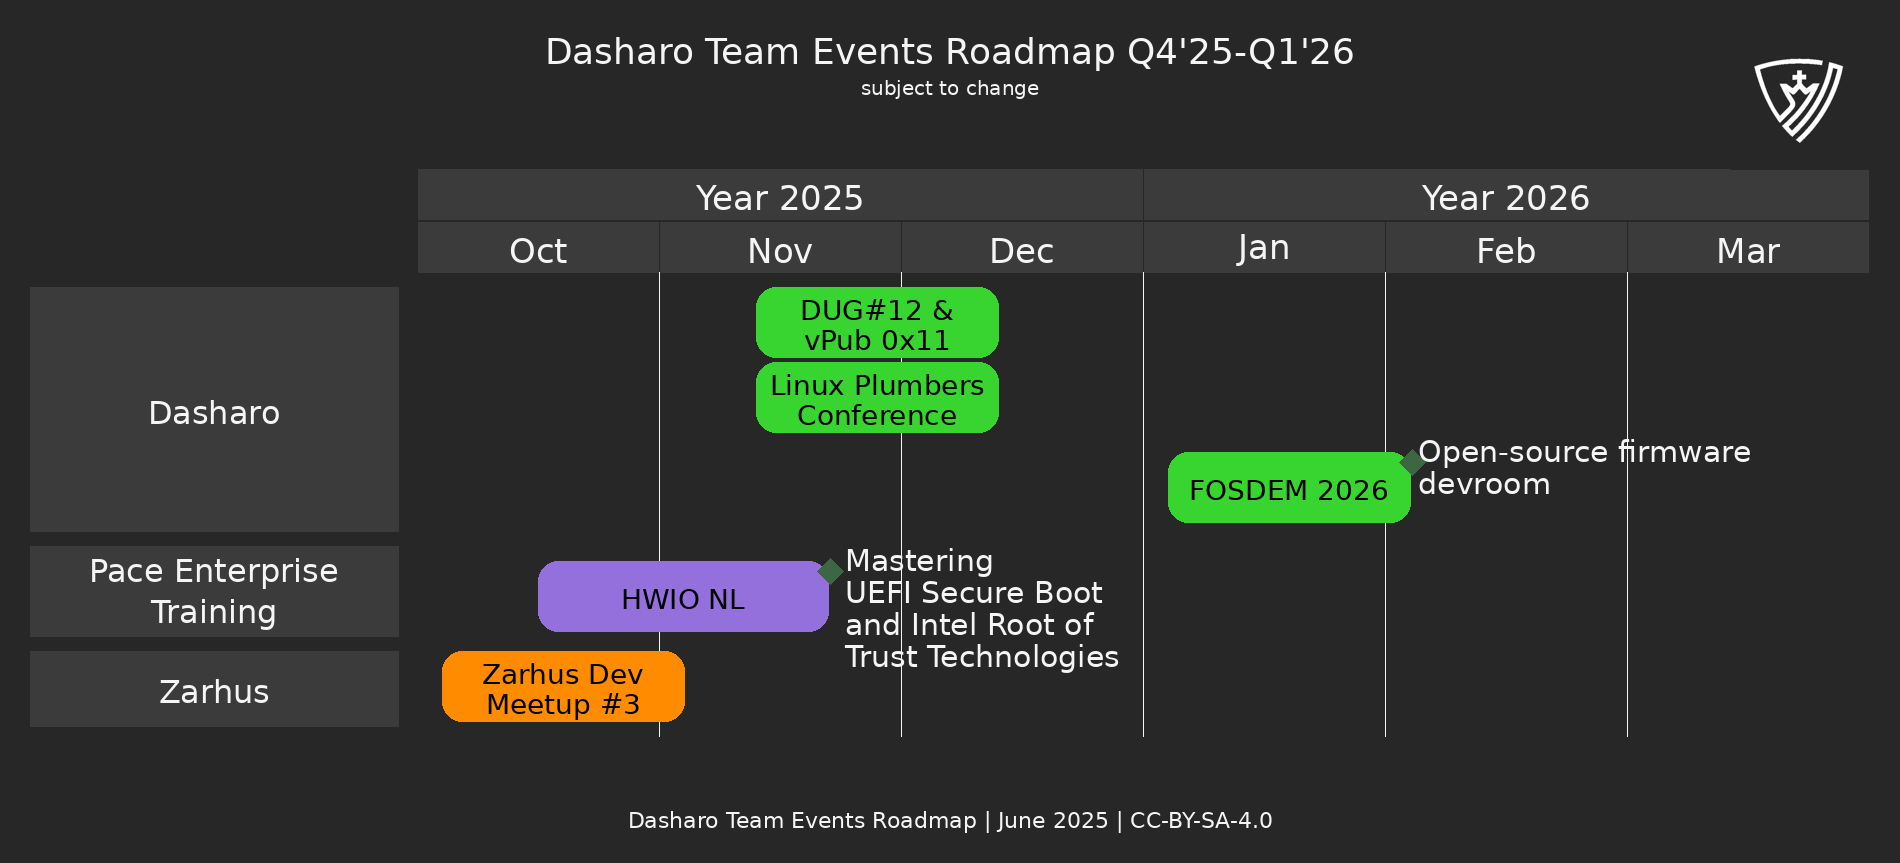 Dasharo Team Events Roadmap Q4'25-Q1'26
subject to change
Year 2025
Year 2026
Oct
Nov
Dec
Jan
Feb
Mar
Dasharo
DUG#12 &
vPub 0x11
Linux Plumbers
Conference
FOSDEM 2026
Open-source firmware
devroom
Pace Enterprise
Training
HWIO NL
Mastering
UEFI Secure Boot
and Intel Root of
Trust Technologies
Zarhus
Zarhus Dev
Meetup #3
Dasharo Team Events Roadmap | June 2025 | CC-BY-SA-4.0